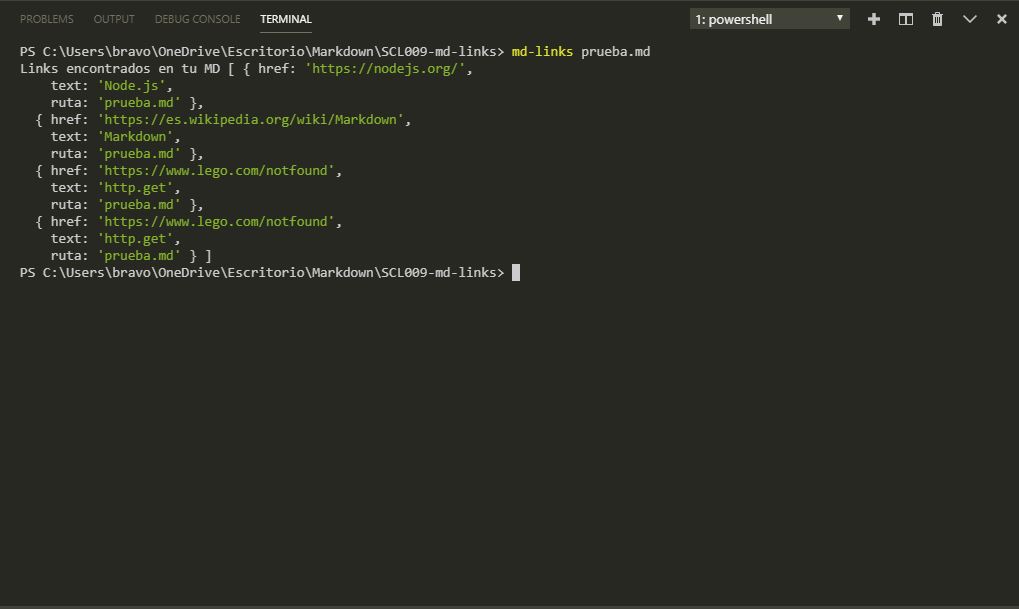 PROBLEMS OUTPUT DEBUG CONSOLE TERMINAL 1: powershell
PS C:\Users\bravo\OneDrive\Escritorio\Markdown\SCL009-md-links> md-links prueba.md
Links encontrados en tu MD [ { href: 'https://nodejs.org/',
text: 'Node.js',
ruta: 'prueba.md' },
{ href: 'https://es.wikipedia.org/wiki/Markdown',
text: 'Markdown',
ruta: 'prueba.md' },
{ href: 'https://www.lego.com/notfound',
text: 'http.get',
ruta: 'prueba.md' },
{ href: 'https://www.lego.com/notfound',
text: 'http.get',
ruta: 'prueba.md' } ]
PS C:\Users\bravo\OneDrive\Escritorio\Markdown\SCL009-md-links>